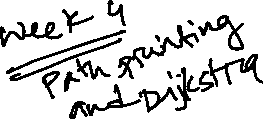 Week 4
Path printing
and Dijkstra